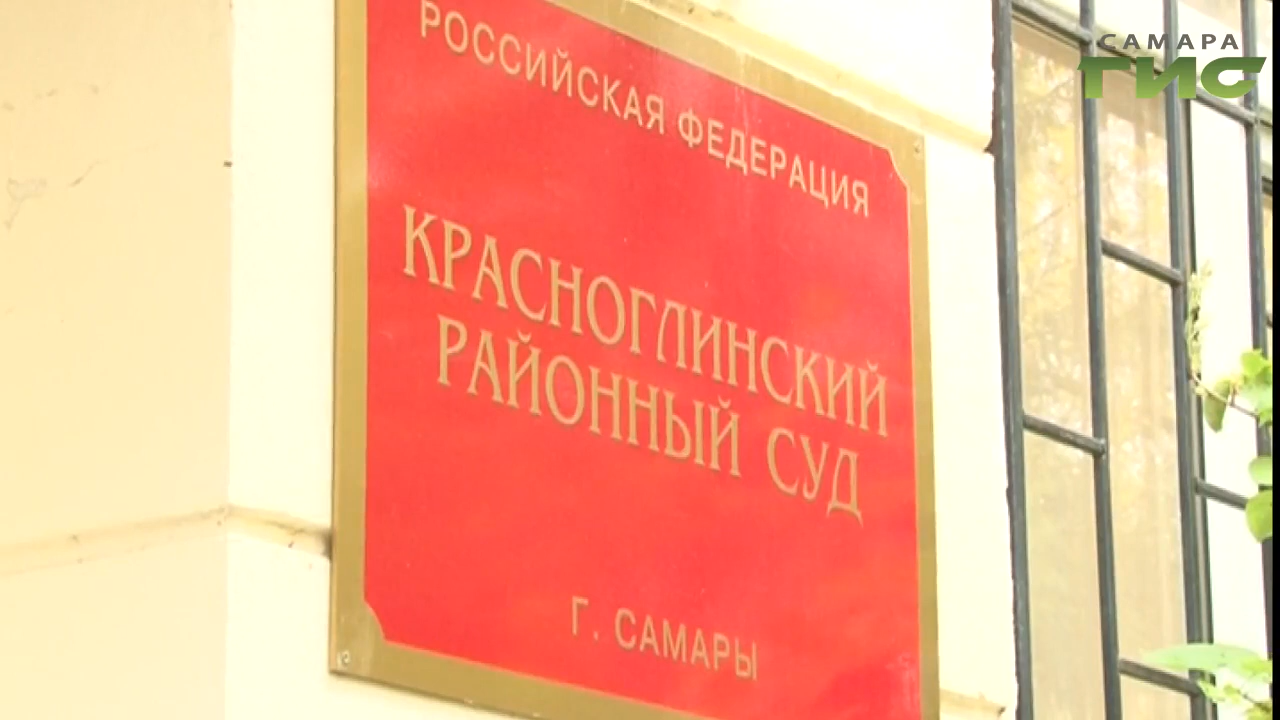 САМАРА
ГИС
РОССИЙСКАЯ ФЕДЕРАЦИЯ
КРАСНОГЛИНСКИЙ
РАЙОННЫЙ СУД
Г. САМАРЫ